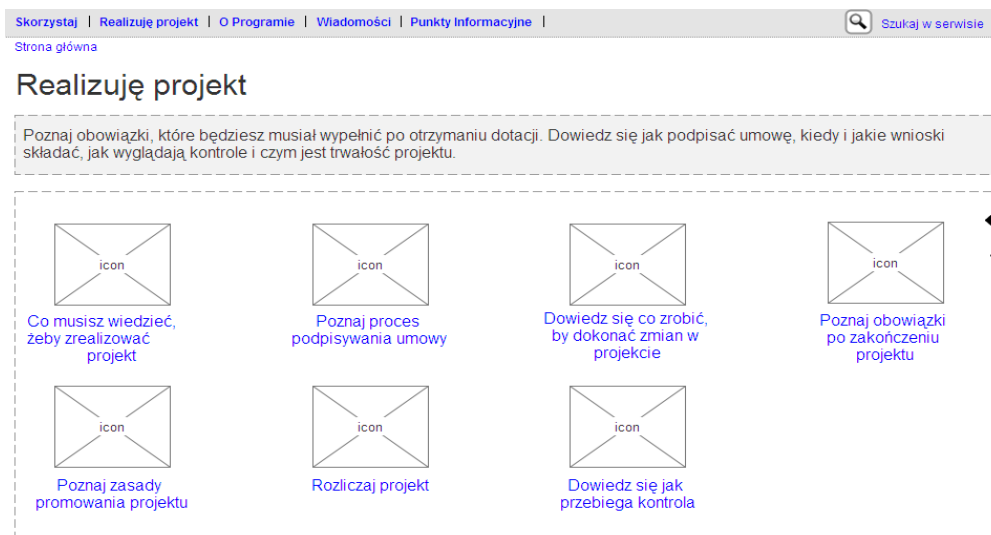 Skorzystaj | Realizuję projekt | O Programie | Wiadomości | Punkty Informacyjne |
Szukaj w serwisie
Strona główna
Realizuję projekt
Poznaj obowiązki, które będziesz musiał wypełnić po otrzymaniu dotacji. Dowiedz się jak podpisać umowę, kiedy i jakie wnioski
składać, jak wyglądają kontrole i czym jest trwałość projektu.
icon
Co musisz wiedzieć,
żeby zrealizować
projekt
icon
Poznaj proces
podpisywania umowy
icon
Dowiedz się co zrobić,
by dokonać zmian w
projekcie
icon
Poznaj obowiązki
po zakończeniu
projektu
icon
Poznaj zasady
promowania projektu
icon
Rozliczaj projekt
icon
Dowiedz się jak
przebiega kontrola